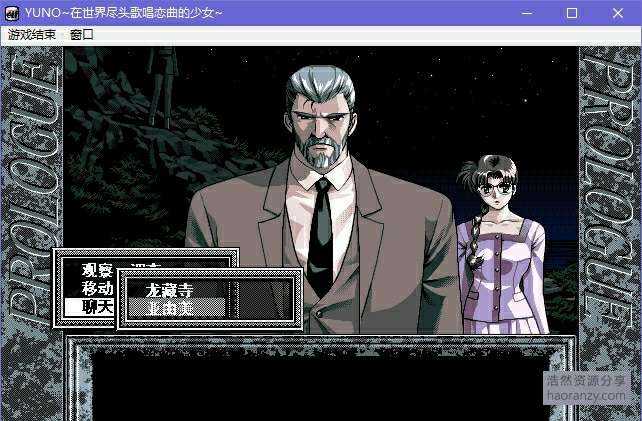 YUNO~在世界尽头歌唱恋曲的少女~
游戏结束 窗口
PROLOGUE
PROLOGUE
观察
移动
聊天
龙藏寺
亚由美
浩然资源分享
haoranzy.com